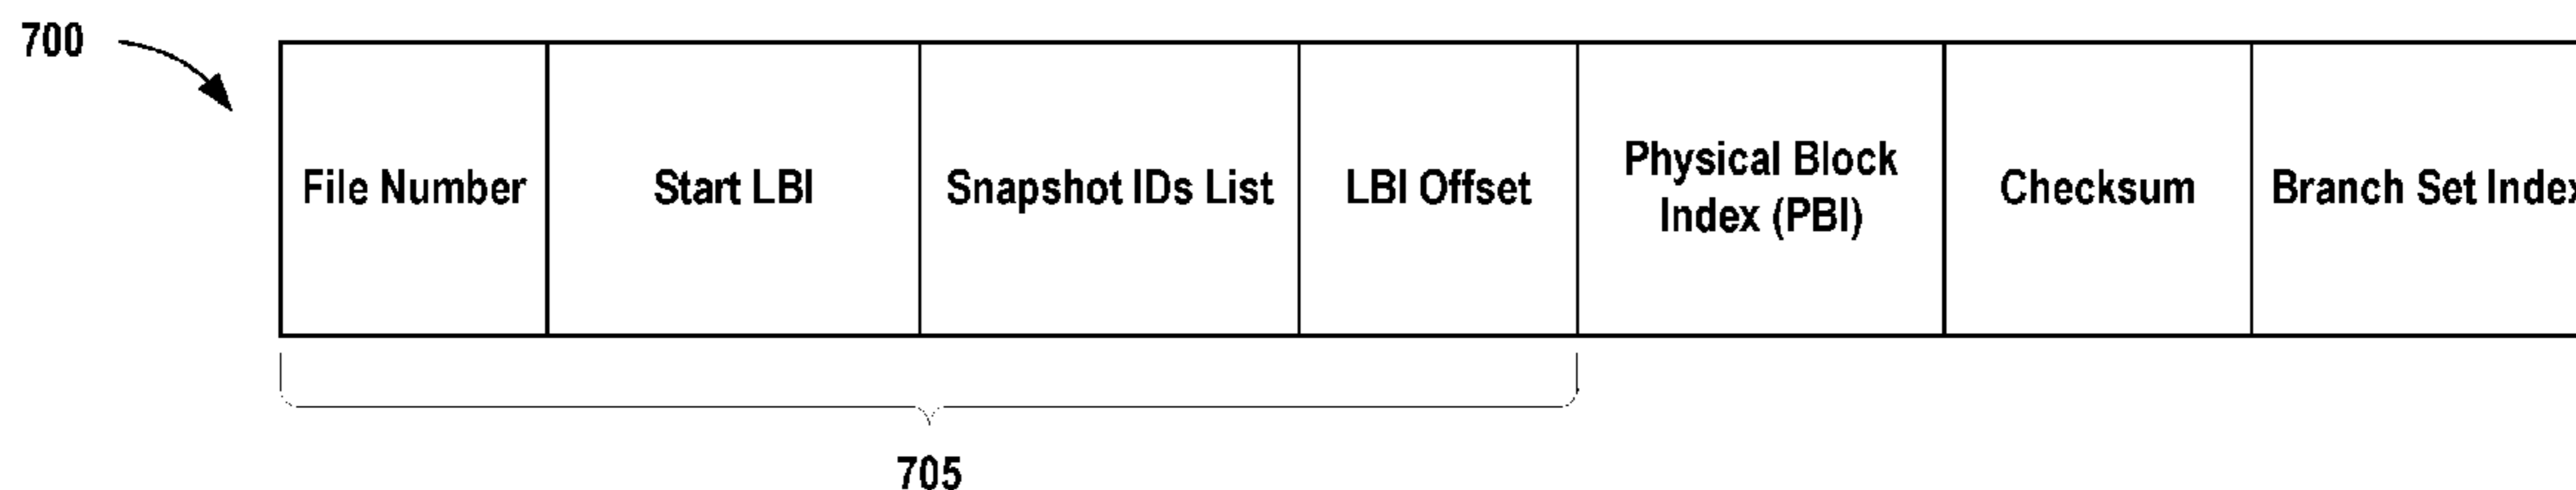 700
File Number
Start LBI
Snapshot IDs List
LBI Offset
Physical Block
Index (PBI)
Checksum
Branch Set Index
705